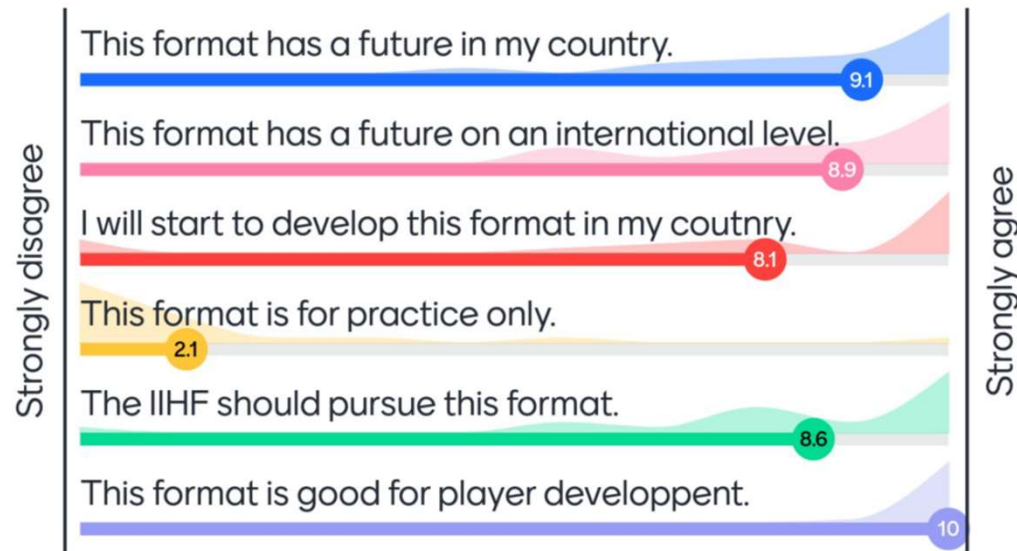 Strongly disagree
This format has a future in my country.
9.1
This format has a future on an international level.
8.9
I will start to develop this format in my coutnry.
8.1
This format is for practice only.
2.1
The IIHF should pursue this format.
8.6
This format is good for player developpent.
10
Strongly agree